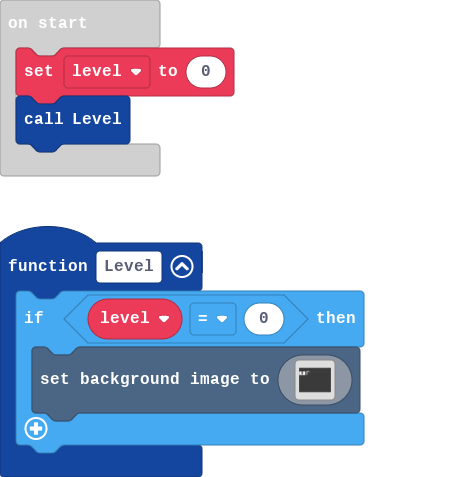 on start
set level to 0
call Level
function Level
if level = 0 then
set background image to